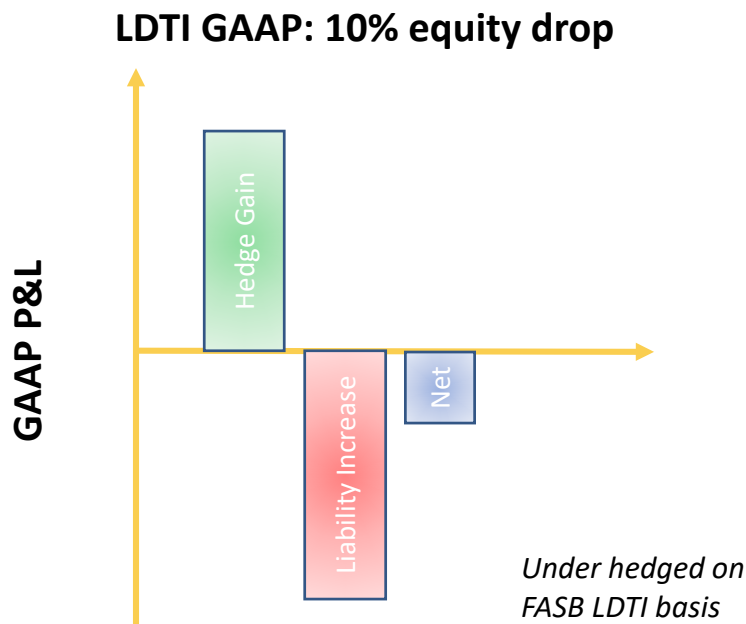 LDTI GAAP: 10% equity drop
GAAP P&L
Hedge Gain
Liability Increase
Net
Under hedged on
FASB LDTI basis